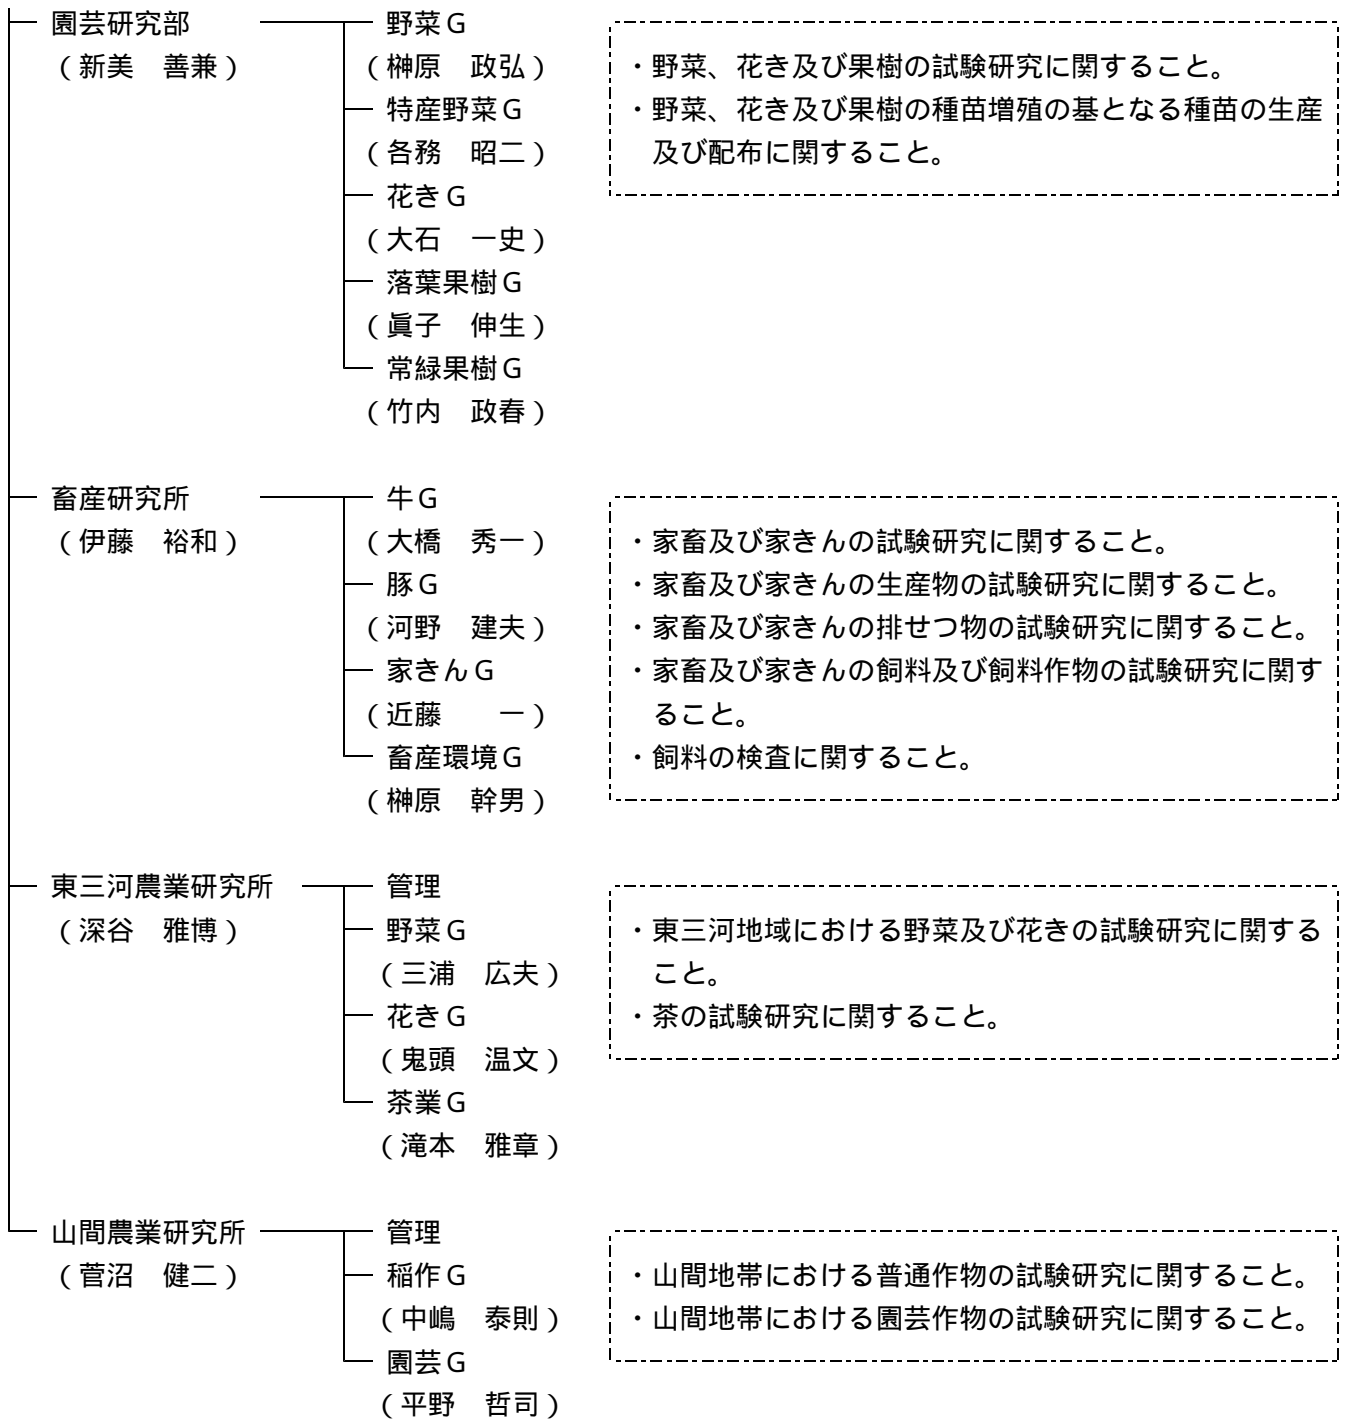 園芸研究部　野菜Ｇ
（新美　善兼）　（榊原　政弘）　・野菜、花き及び果樹の試験研究に関すること。
特産野菜Ｇ　・野菜、花き及び果樹の種苗増殖の基となる種苗の生産
（各務　昭二）　及び配布に関すること。
花きＧ
（大石　一史）
落葉果樹Ｇ
（眞子　伸生）
常緑果樹Ｇ
（竹内　政春）
畜産研究所　牛Ｇ
（伊藤　裕和）　（大橋　秀一）　・家畜及び家きんの試験研究に関すること。
豚Ｇ　・家畜及び家きんの生産物の試験研究に関すること。
（河野　建夫）　・家畜及び家きんの排せつ物の試験研究に関すること。
家きんＧ　・家畜及び家きんの飼料及び飼料作物の試験研究に関す
（近藤　　一）　ること。
畜産環境Ｇ　・飼料の検査に関すること。
（榊原　幹男）
東三河農業研究所　管理
（深谷　雅博）　野菜Ｇ　・東三河地域における野菜及び花きの試験研究に関する
（三浦　広夫）　こと。
花きＧ　・茶の試験研究に関すること。
（鬼頭　温文）
茶業Ｇ
（滝本　雅章）
山間農業研究所　管理
（菅沼　健二）　稲作Ｇ　・山間地帯における普通作物の試験研究に関すること。
（中嶋　泰則）　・山間地帯における園芸作物の試験研究に関すること。
園芸Ｇ
（平野　哲司）